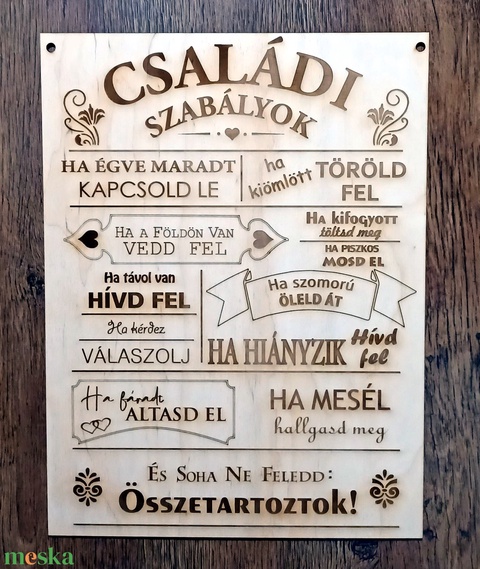 CSALÁDI
SZABÁLYOK
HA ÉGVE MARADT
KAPCSOLD LE
ha
kiömlött
TÖRÖLD
FEL
HA A FÖLDÖN VAN
VEDD FEL
Ha kifogyott
töltsd meg
HA PISZKOS
MOSD EL
Ha távol van
HÍVD FEL
Ha szomorú
ÖLELD ÁT
Ha kérdez
VÁLASZOLJ
HA HIÁNYZIK
Hívd
fel
Ha fáradt
ALTASD EL
HA MESÉL
hallgasd meg
ÉS SOHA NE FELEDD:
ÖSSZETARTOZTOK!
meska